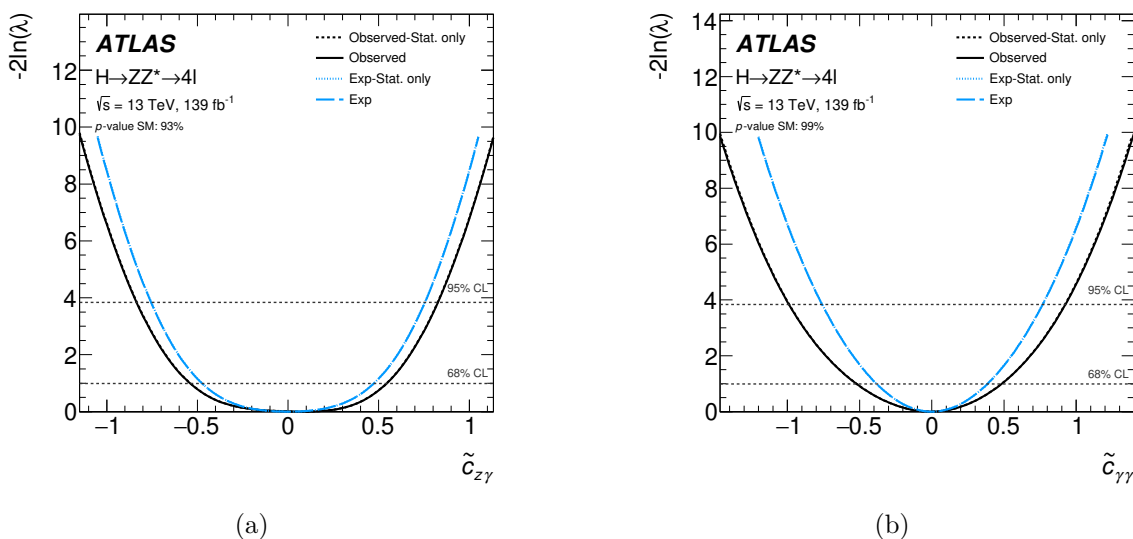 -2ln(λ)
ATLAS
H→ZZ*→4l
√s = 13 TeV, 139 fb⁻¹
p-value SM: 93%
Observed-Stat. only
Observed
Exp-Stat. only
Exp
12
10
8
6
4
2
0
95% CL
68% CL
−1 −0.5 0 0.5 1
c̃zγ
(a)
-2ln(λ)
ATLAS
H→ZZ*→4l
√s = 13 TeV, 139 fb⁻¹
p-value SM: 99%
Observed-Stat. only
Observed
Exp-Stat. only
Exp
14
12
10
8
6
4
2
0
95% CL
68% CL
−1 −0.5 0 0.5 1
c̃γγ
(b)